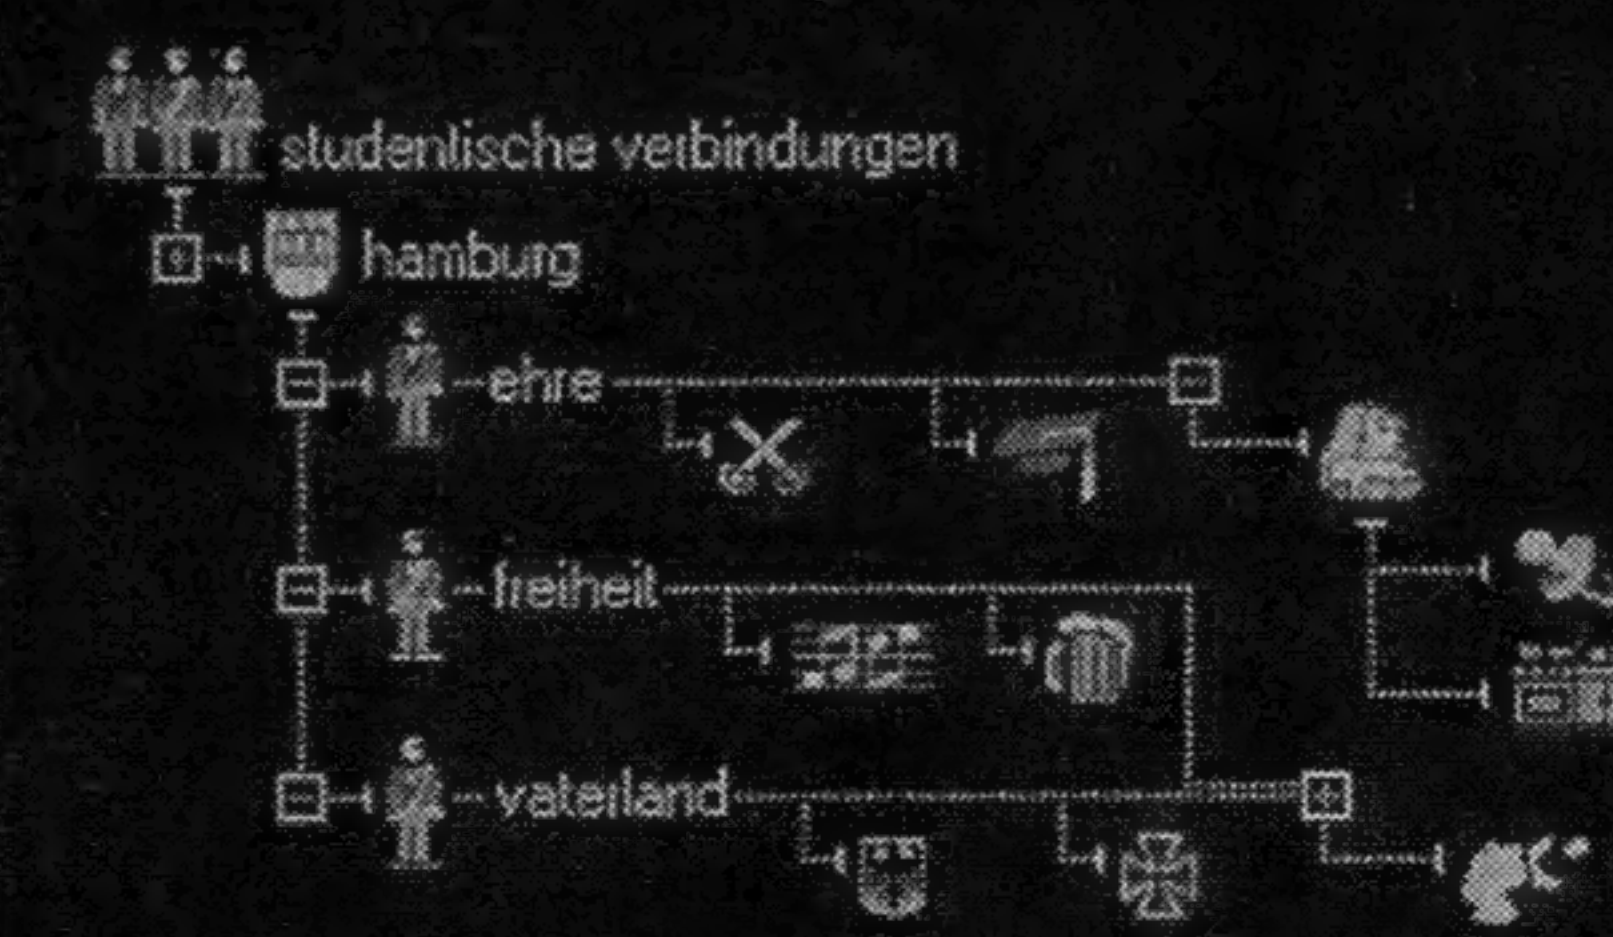 studentische verbindungen
hamburg
ehre
freiheit
vaterland